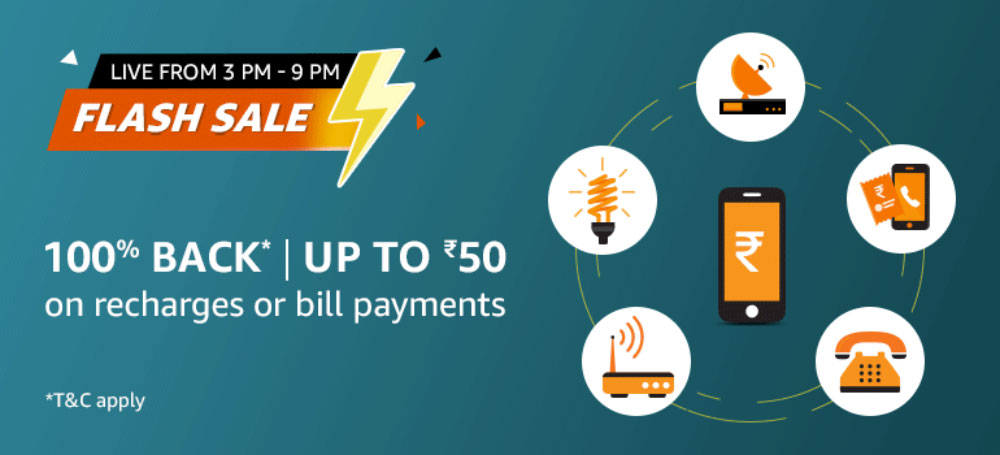 LIVE FROM 3 PM - 9 PM
FLASH SALE
100% BACK* | UP TO ₹50
on recharges or bill payments
*T&C apply
₹
₹